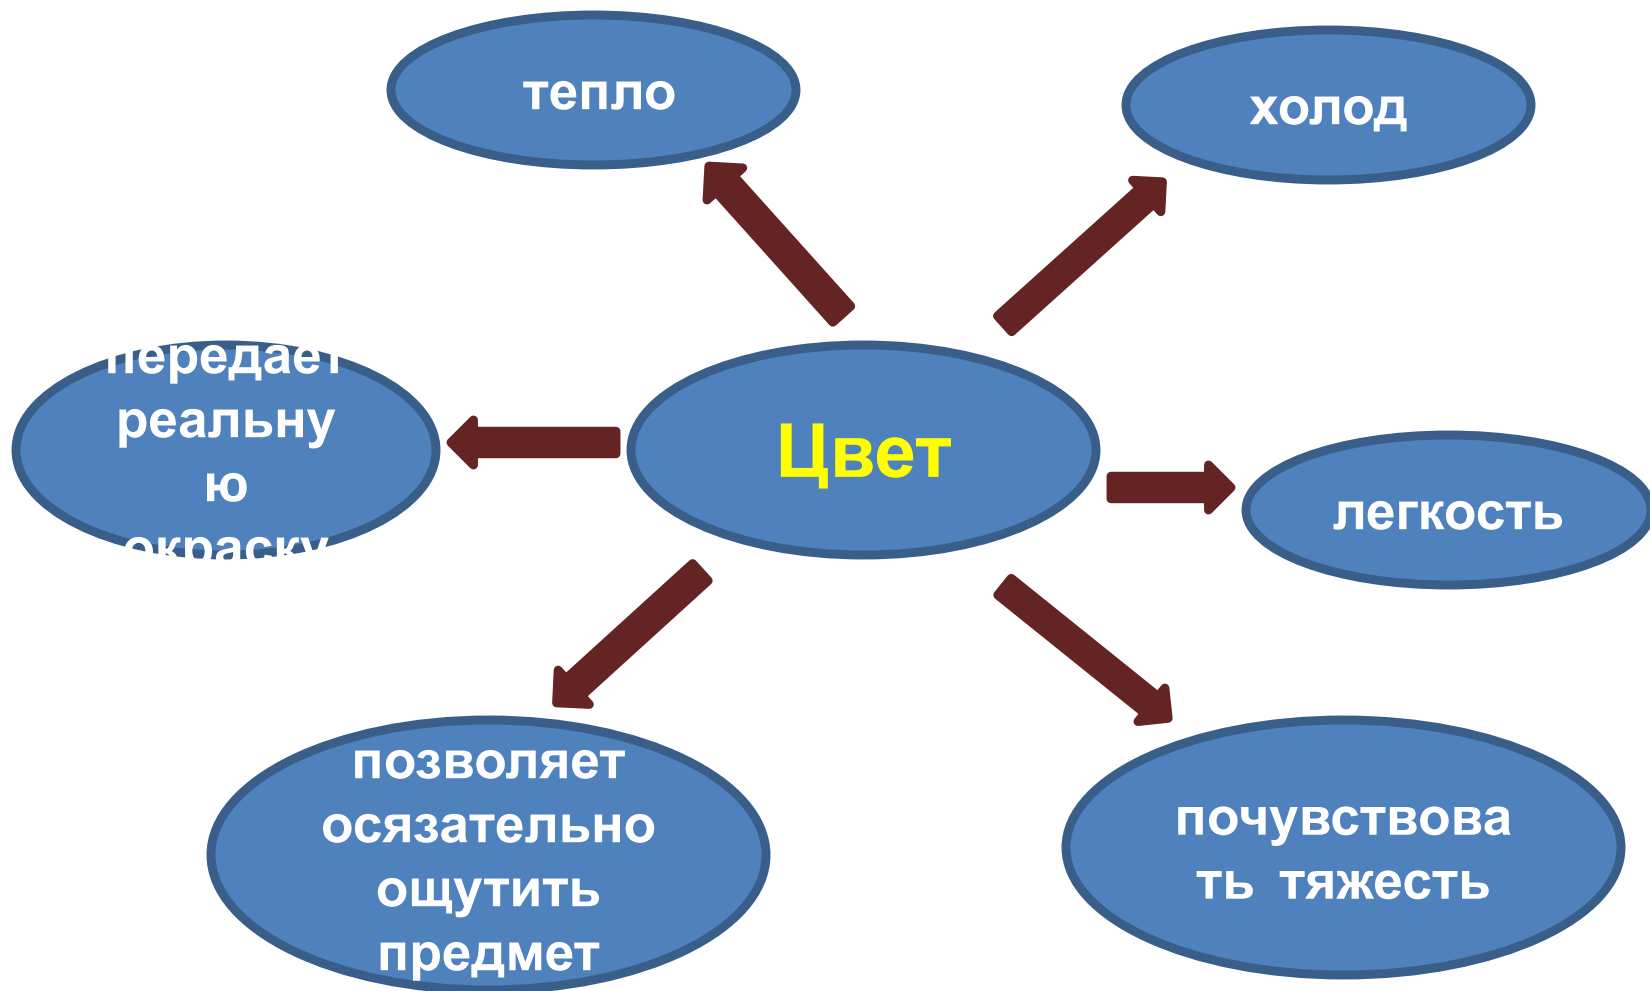 тепло
холод
передает
реальну
ю
окраску
Цвет
легкость
позволяет
осязательно
ощутить
предмет
почувствова
ть тяжесть